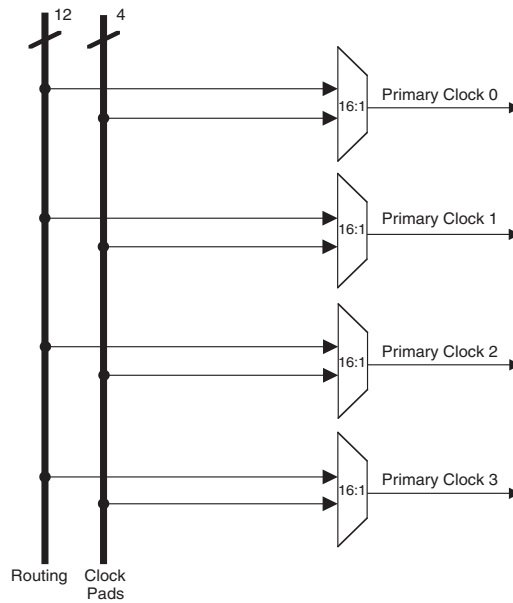 12
4
16:1
Primary Clock 0
16:1
Primary Clock 1
16:1
Primary Clock 2
16:1
Primary Clock 3
Routing
Clock
Pads